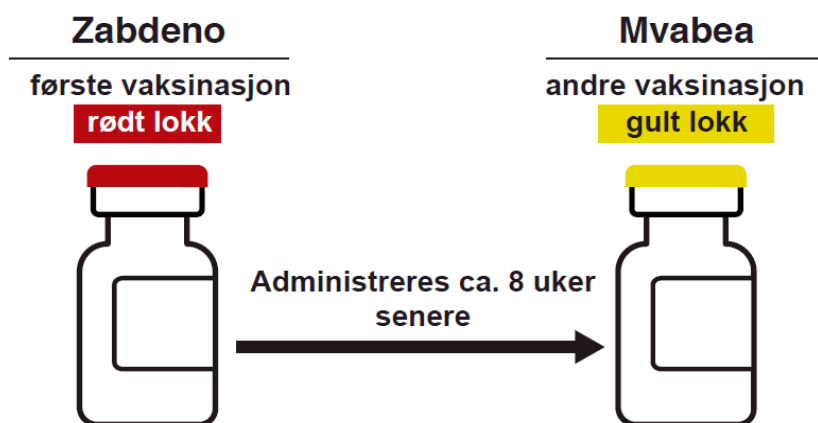 Zabdeno
første vaksinasjon
rødt lokk
Mvabea
andre vaksinasjon
gult lokk
Administreres ca. 8 uker
senere